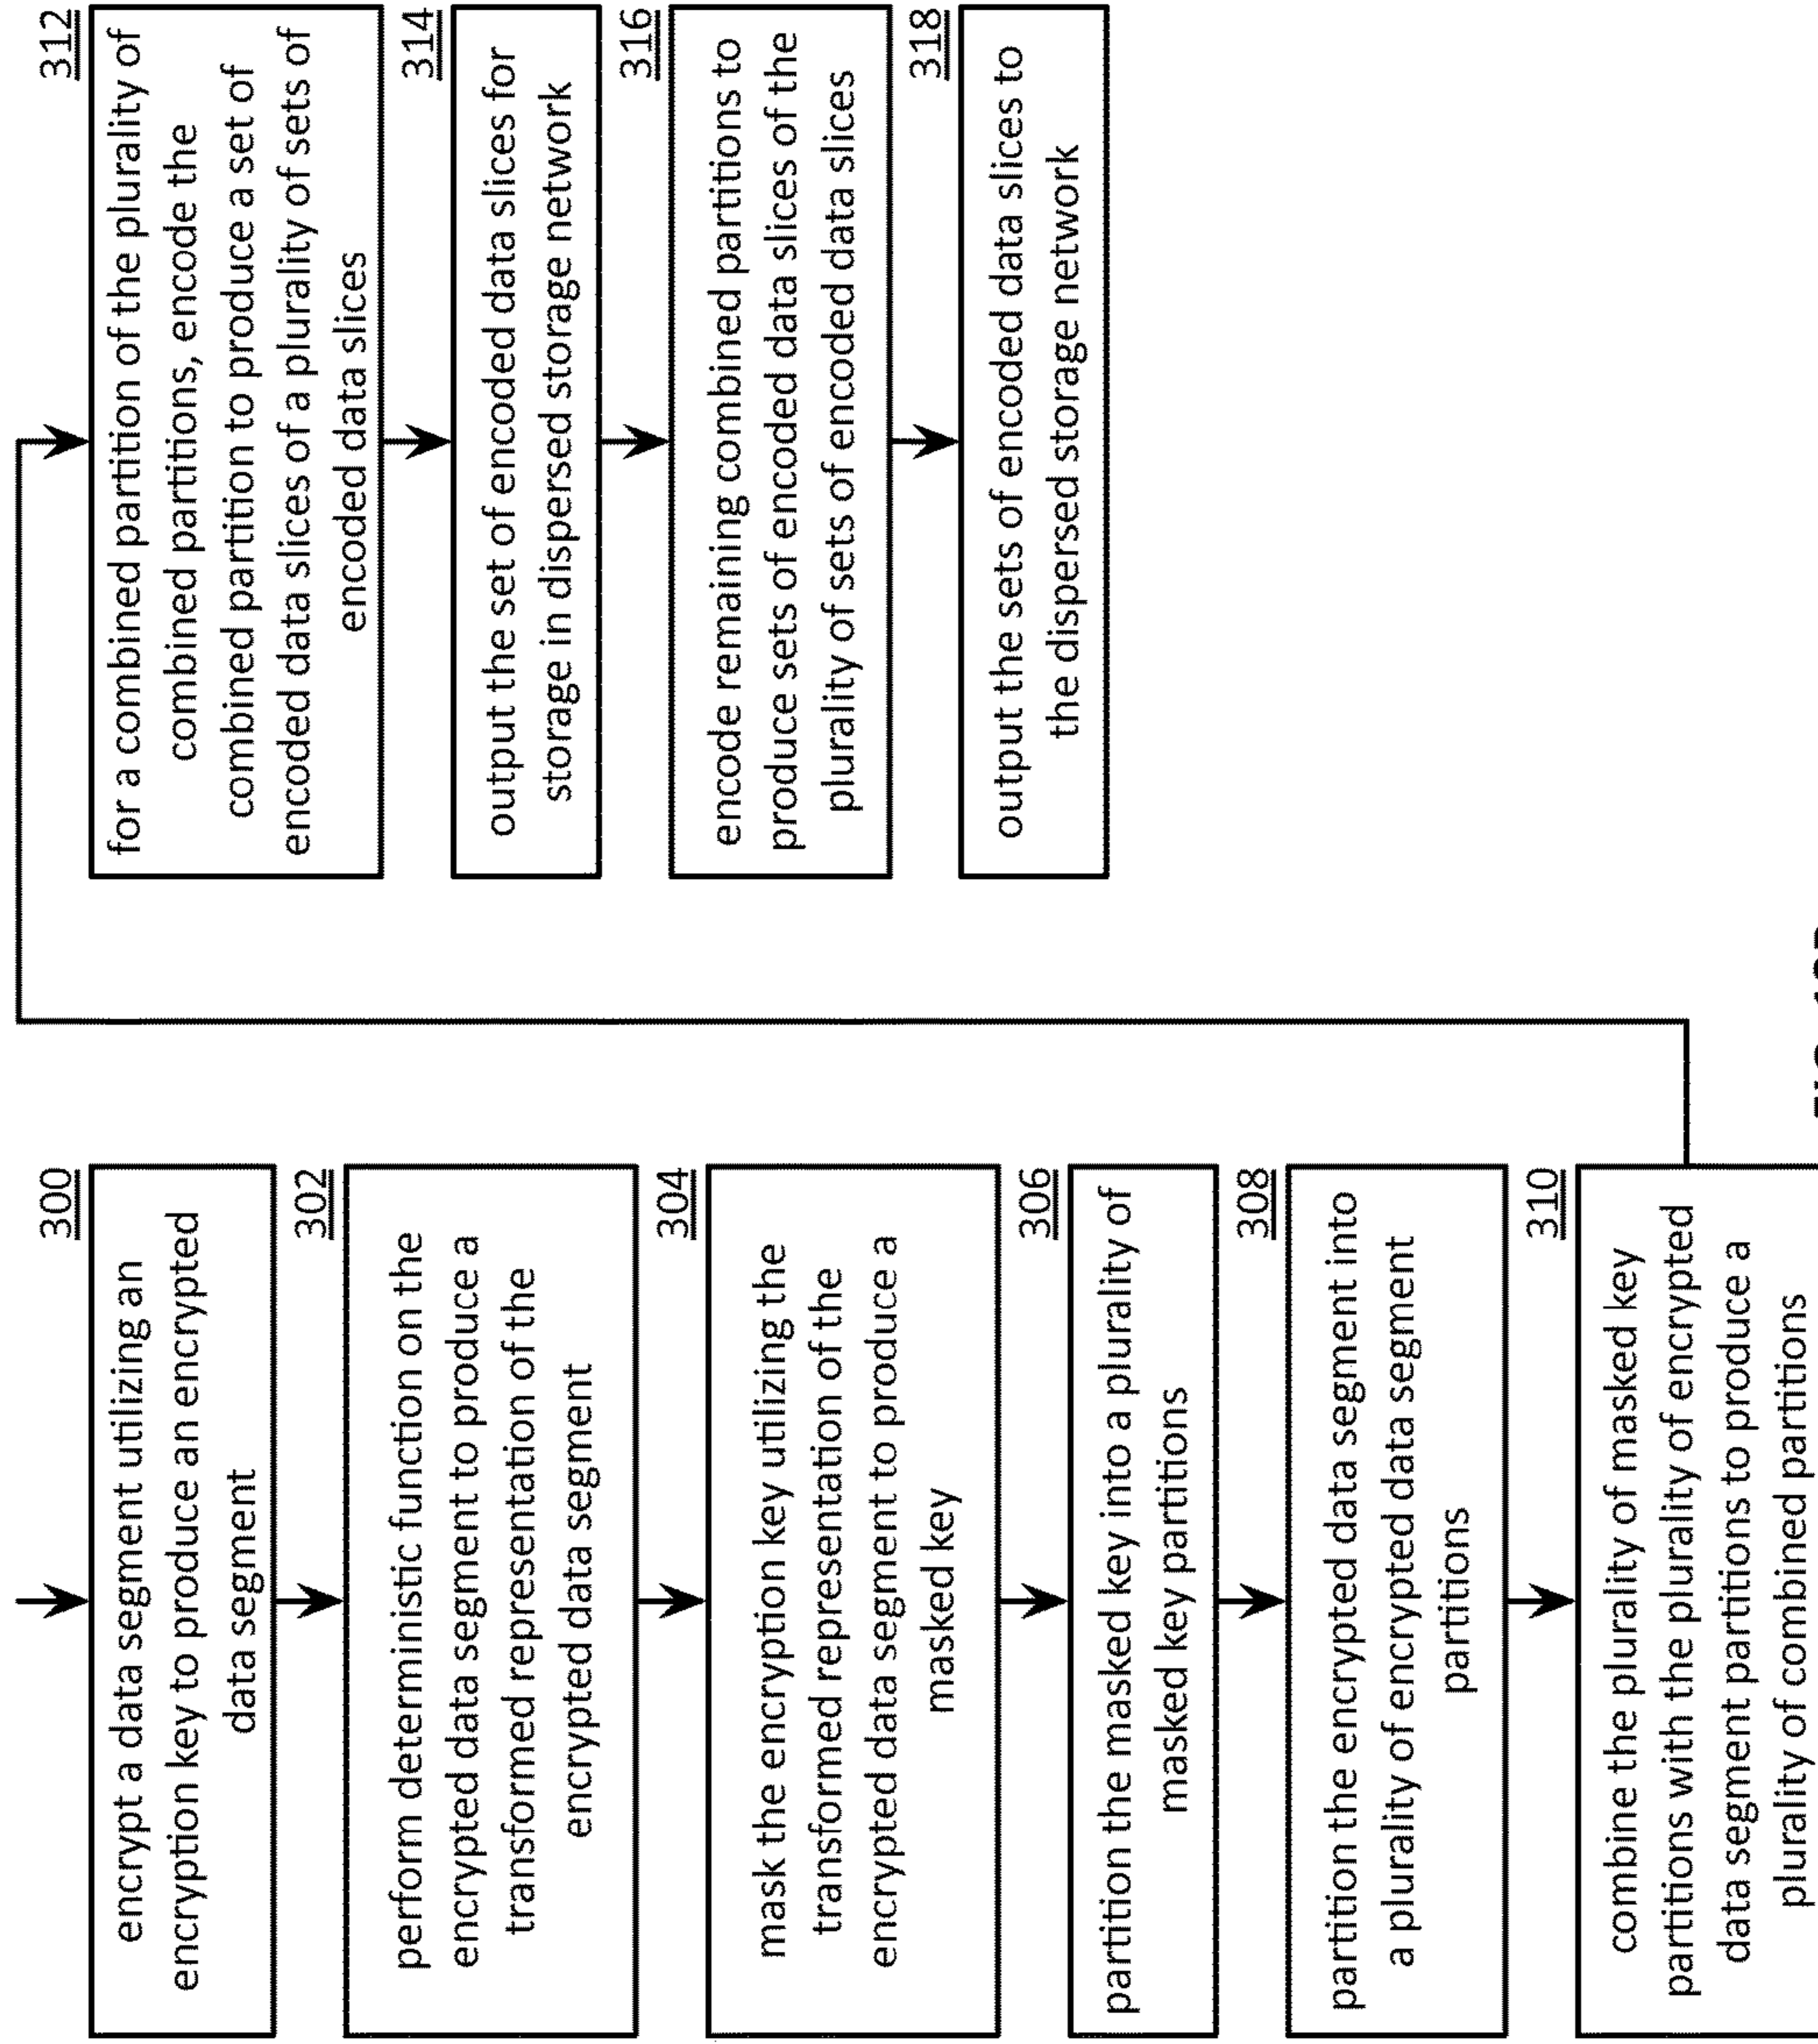 300
encrypt a data segment utilizing an
encryption key to produce an encrypted
data segment
302
perform deterministic function on the
encrypted data segment to produce a
transformed representation of the
encrypted data segment
304
mask the encryption key utilizing the
transformed representation of the
encrypted data segment to produce a
masked key
306
partition the masked key into a plurality of
masked key partitions
308
partition the encrypted data segment into
a plurality of encrypted data segment
partitions
310
combine the plurality of masked key
partitions with the plurality of encrypted
data segment partitions to produce a
plurality of combined partitions
312
for a combined partition of the plurality of
combined partitions, encode the
combined partition to produce a set of
encoded data slices of a plurality of sets of
encoded data slices
314
output the set of encoded data slices for
storage in dispersed storage network
316
encode remaining combined partitions to
produce sets of encoded data slices of the
plurality of sets of encoded data slices
318
output the sets of encoded data slices to
the dispersed storage network